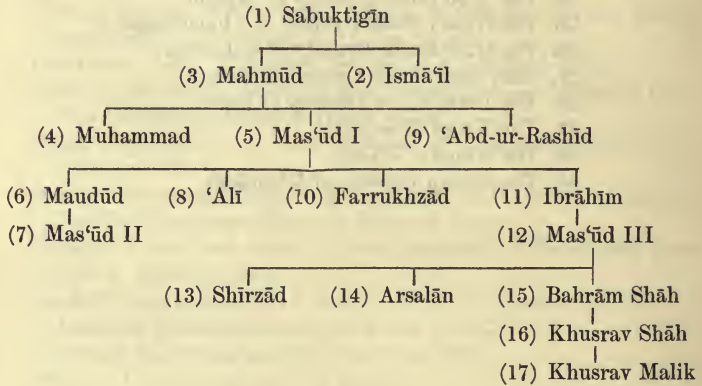 (1) Sabuktigīn
(3) Mahmūd (2) Ismā‘īl
(4) Muhammad (5) Mas‘ūd I (9) ‘Abd-ur-Rashīd
(6) Maudūd (8) ‘Alī (10) Farrukhzād (11) Ibrāhīm
(7) Mas‘ūd II (12) Mas‘ūd III
(13) Shīrzād (14) Arsalān (15) Bahrām Shāh
(16) Khusrav Shāh
(17) Khusrav Malik